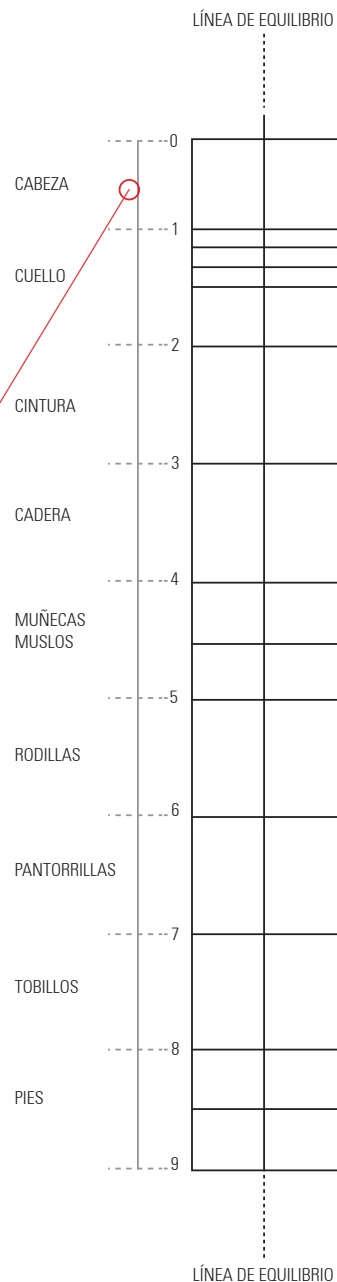 LÍNEA DE EQUILIBRIO
0
CABEZA
1
CUELLO
2
CINTURA
3
CADERA
4
MUÑECAS
MUSLOS
5
RODILLAS
6
PANTORRILLAS
7
TOBILLOS
8
PIES
9
LÍNEA DE EQUILIBRIO